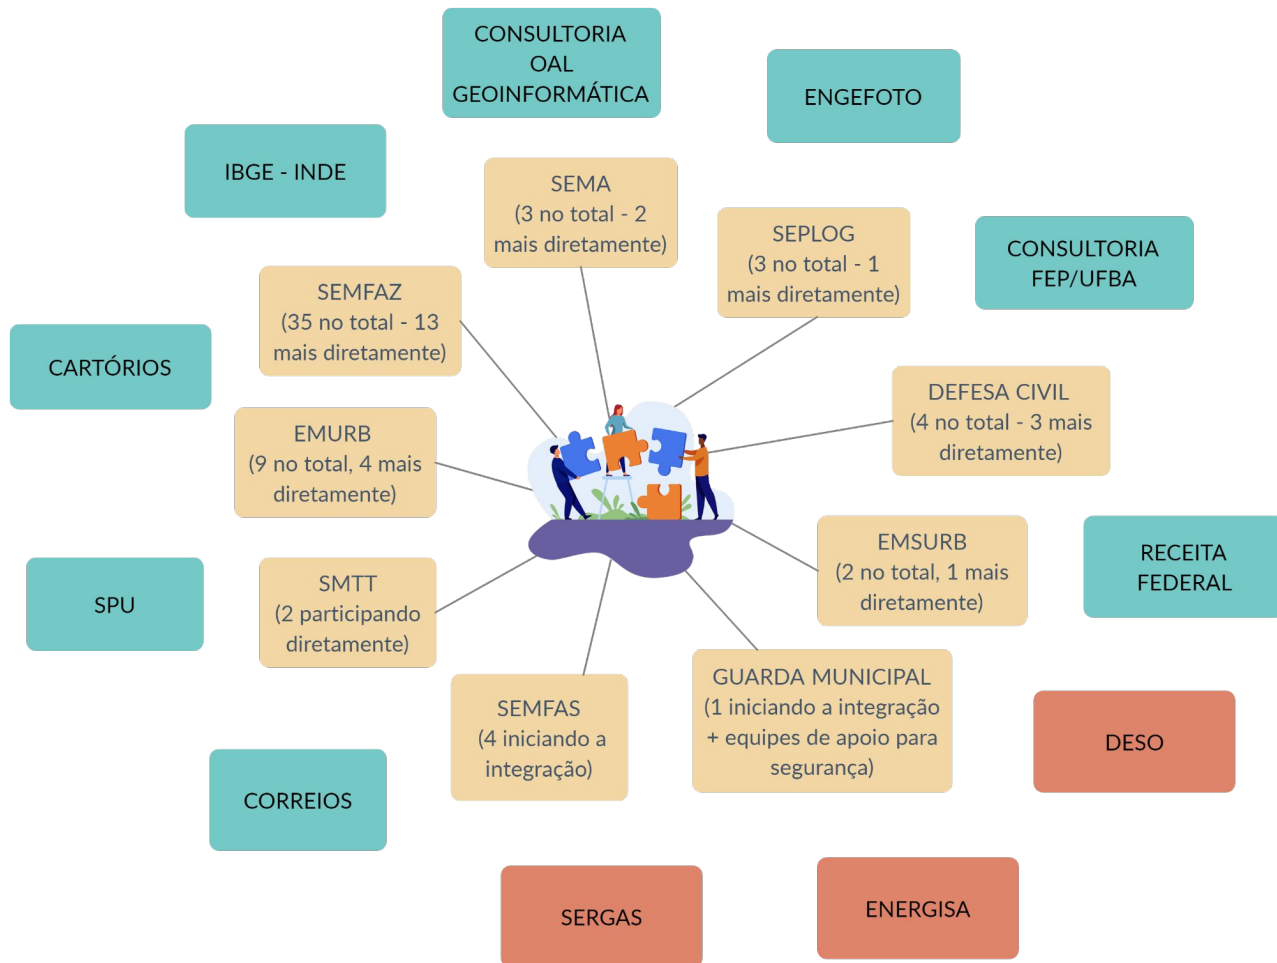 CONSULTORIA
OAL
GEOINFORMÁTICA
ENGEFOTO
IBGE - INDE
SEMA
(3 no total - 2
mais diretamente)
SEPLOG
(3 no total - 1
mais diretamente)
CONSULTORIA
FEP/UFBA
SEMFAZ
(35 no total - 13
mais diretamente)
CARTÓRIOS
DEFESA CIVIL
(4 no total - 3 mais
diretamente)
EMURB
(9 no total, 4 mais
diretamente)
EMSURB
(2 no total, 1 mais
diretamente)
RECEITA
FEDERAL
SPU
SMTT
(2 participando
diretamente)
GUARDA MUNICIPAL
(1 iniciando a integração
+ equipes de apoio para
segurança)
SEMFAS
(4 iniciando a
integração)
DESO
CORREIOS
SERGAS
ENERGISA